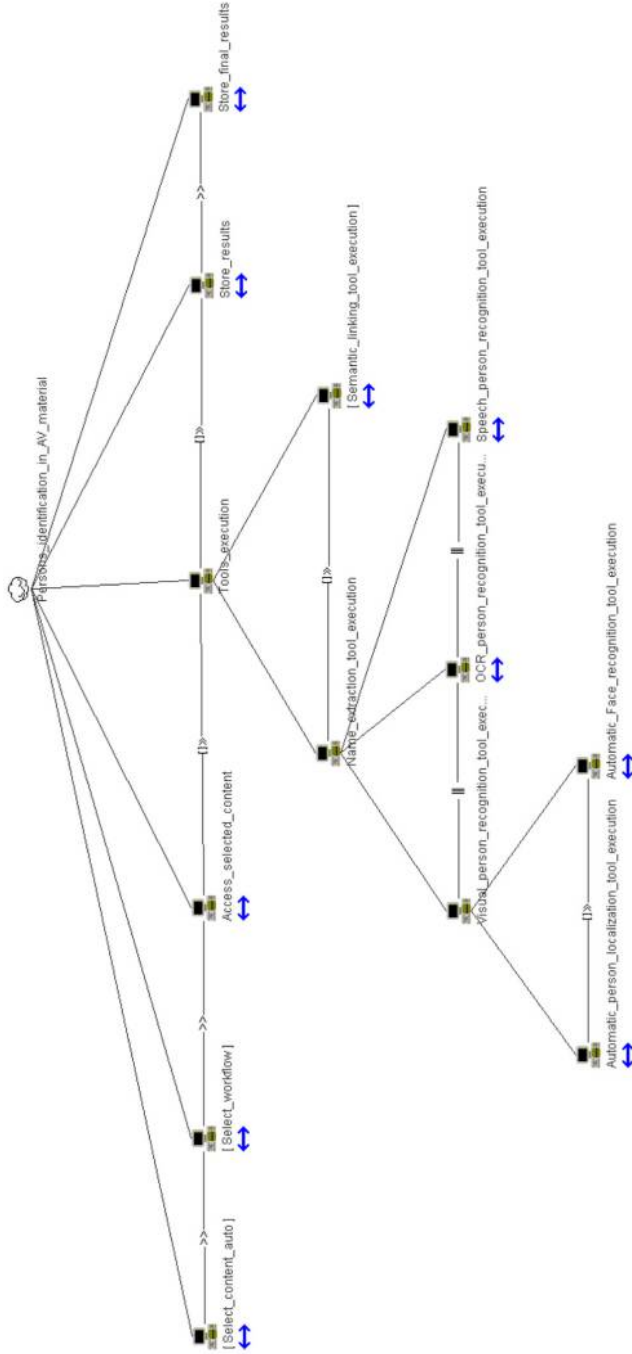 Persons_identification_in_AV_material
[ Select_content_auto ]
>>
[ Select_workflow ]
>>
Access_selected_content
[]>>
Tools_execution
[]>>
Store_results
>>
Store_final_results
Name_extraction_tool_execution
[]>>
[ Semantic_linking_tool_execution ]
Visual_person_recognition_tool_exec...
|||
OCR_person_recognition_tool_execu...
|||
Speech_person_recognition_tool_execution
Automatic_person_localization_tool_execution
[]>>
Automatic_Face_recognition_tool_execution